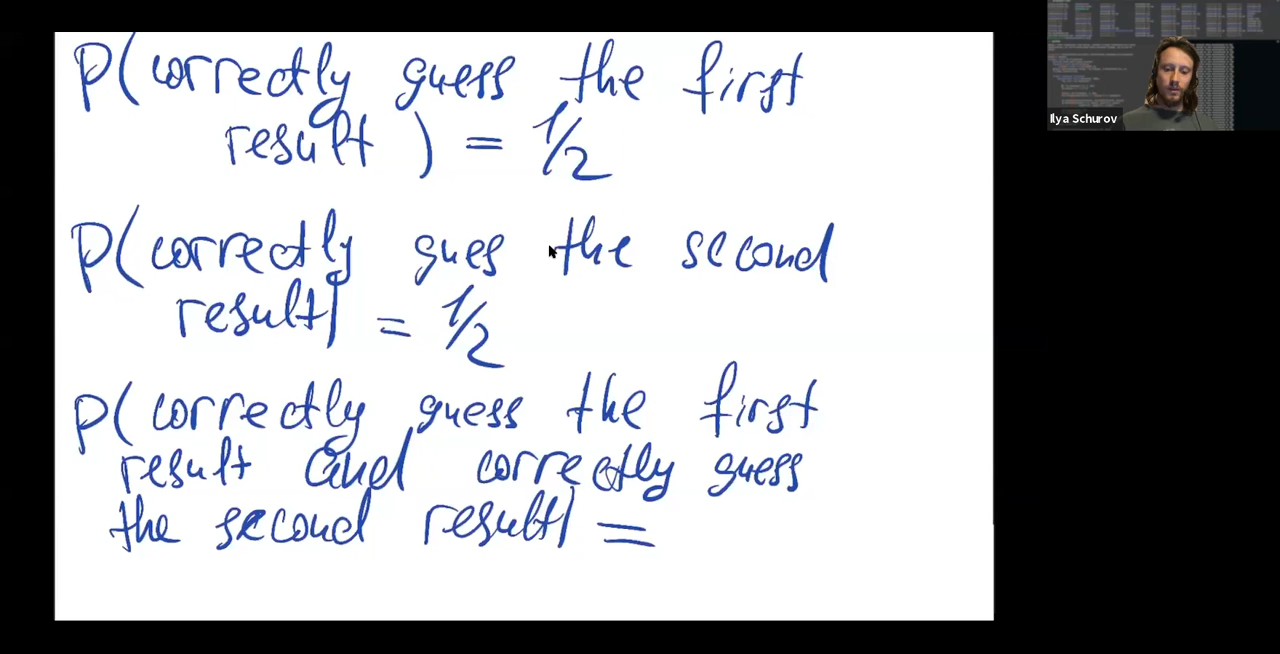 P(correctly guess the first
result) = 1/2
P(correctly gues the second
result) = 1/2
P(correctly guess the first
result and correctly guess
the second result) =
Ilya Schurov